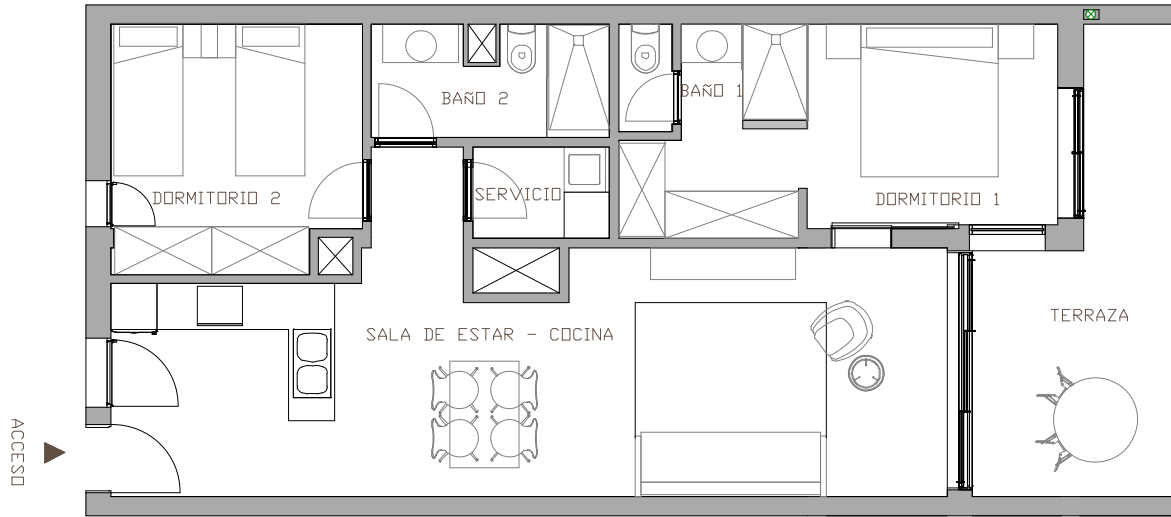 BAÑO 2
BAÑO 1
DORMITORIO 2
SERVICIO
DORMITORIO 1
SALA DE ESTAR - COCINA
TERRAZA
ACCESO